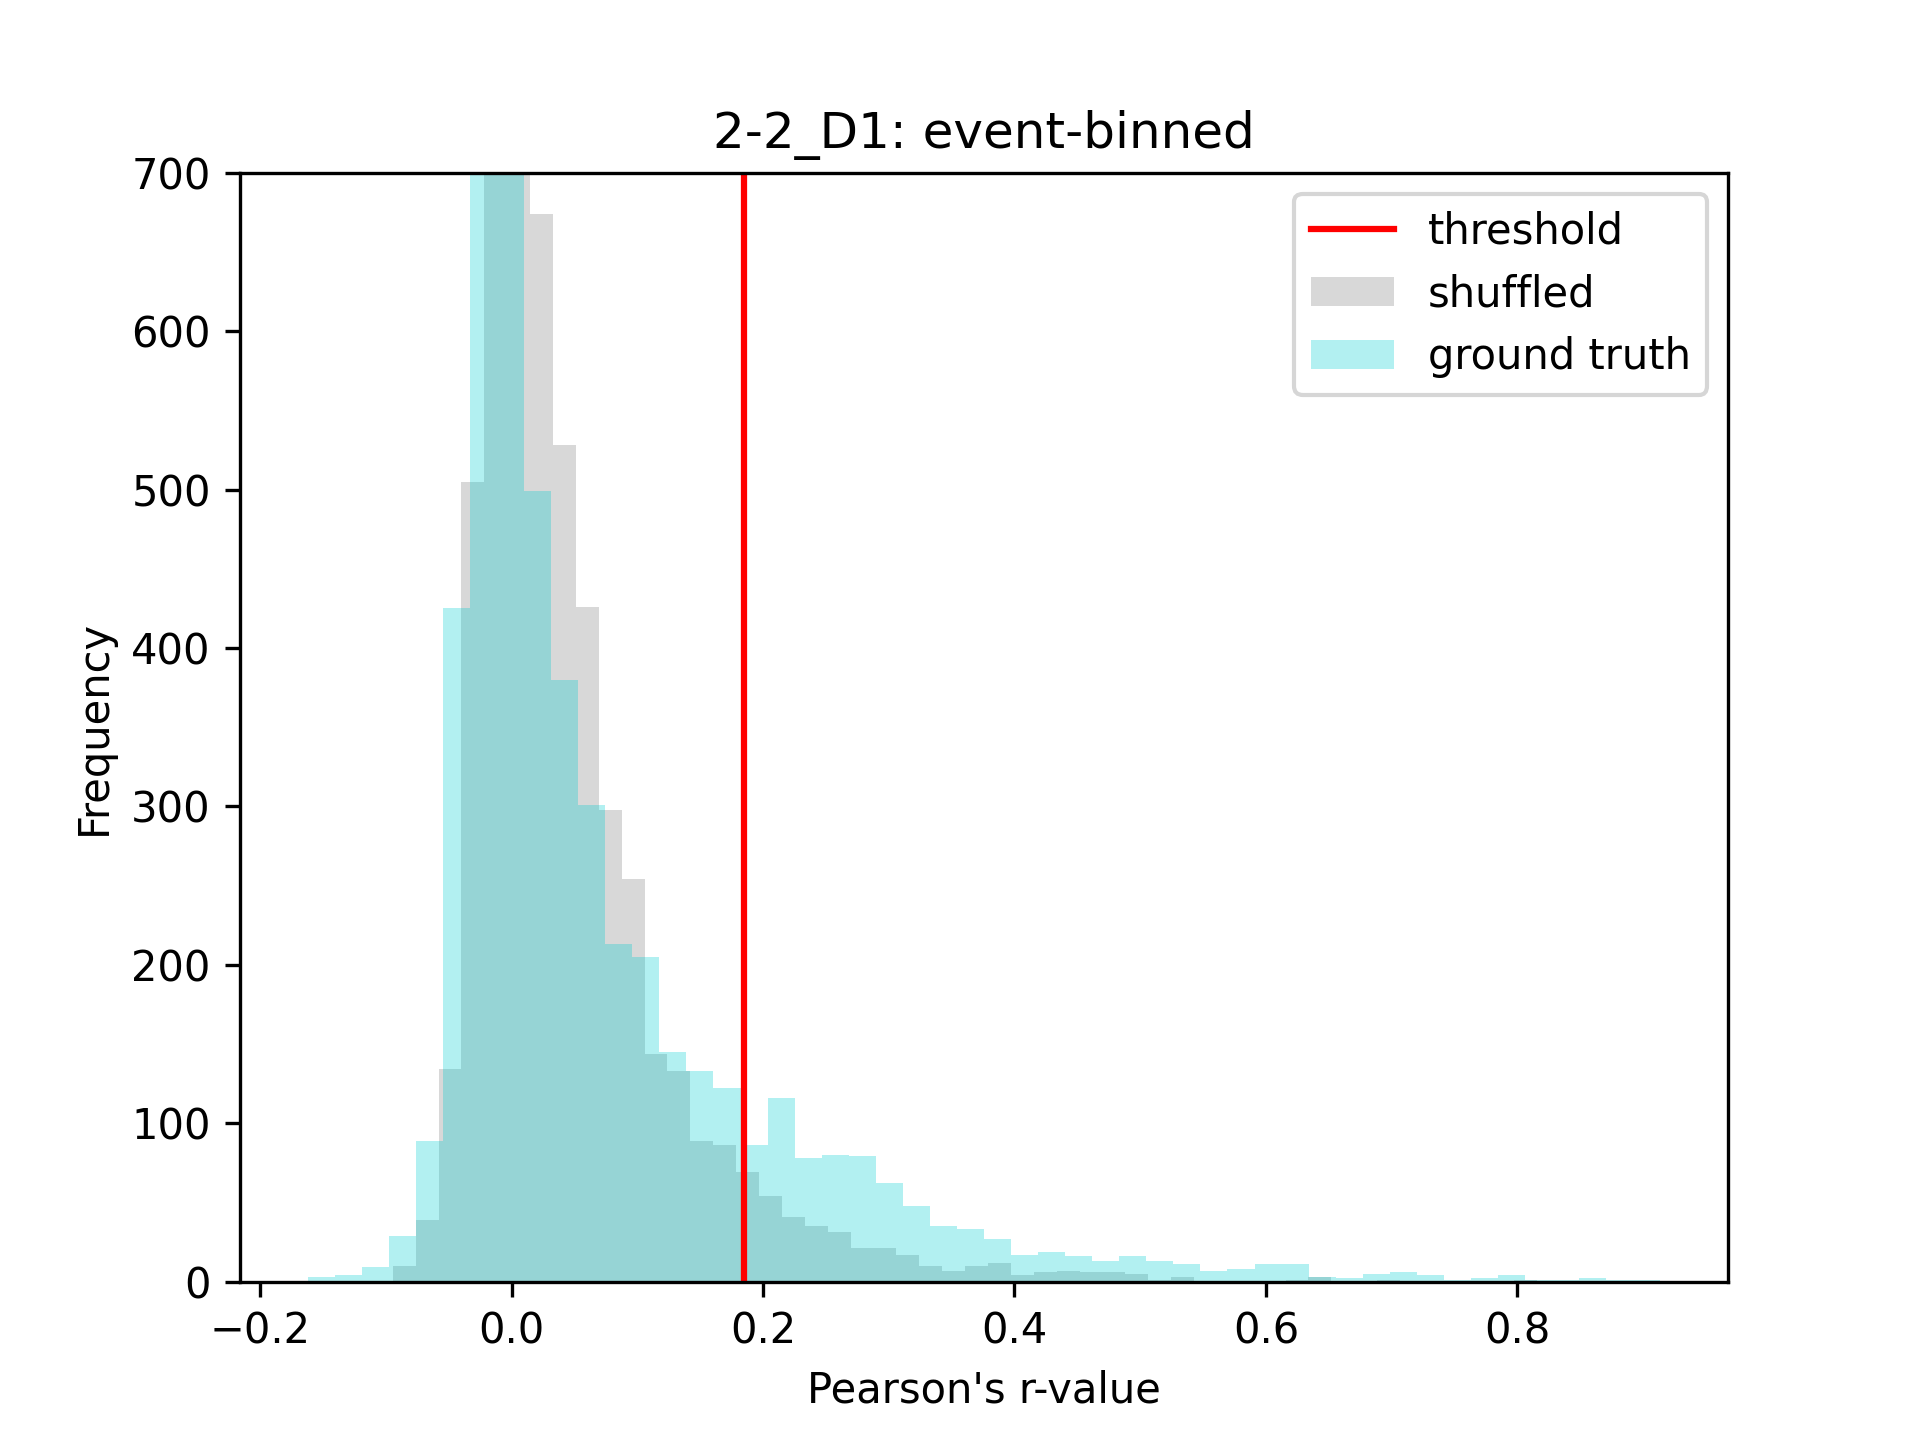 2-2_D1: event-binned
700
600
500
400
300
200
100
0
Frequency
threshold
shuffled
ground truth
−0.2
0.0
0.2
0.4
0.6
0.8
Pearson's r-value